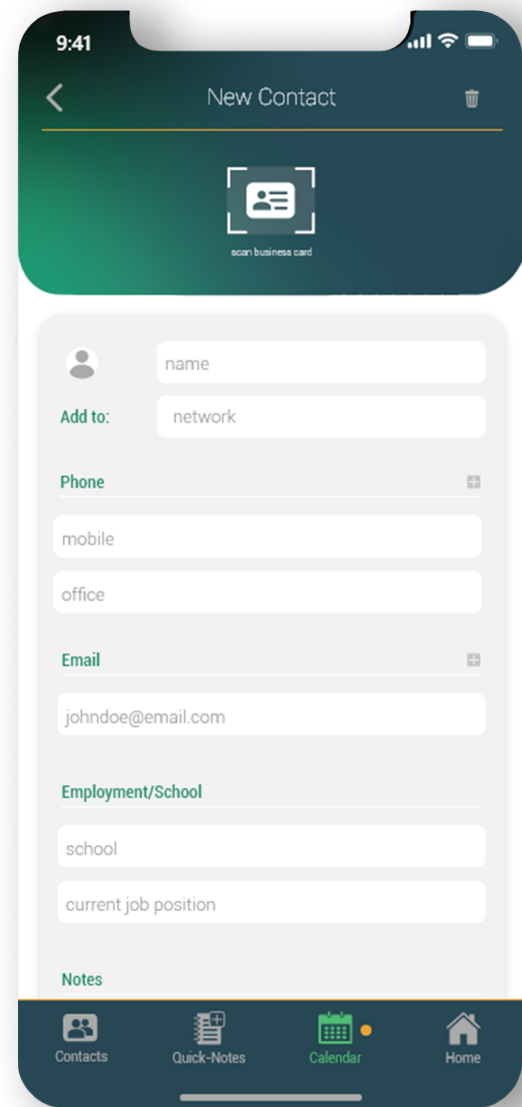 9:41
New Contact
scan business card
name
Add to:
network
Phone
mobile
office
Email
johndoe@email.com
Employment/School
school
current job position
Notes
Contacts
Quick-Notes
Calendar
Home